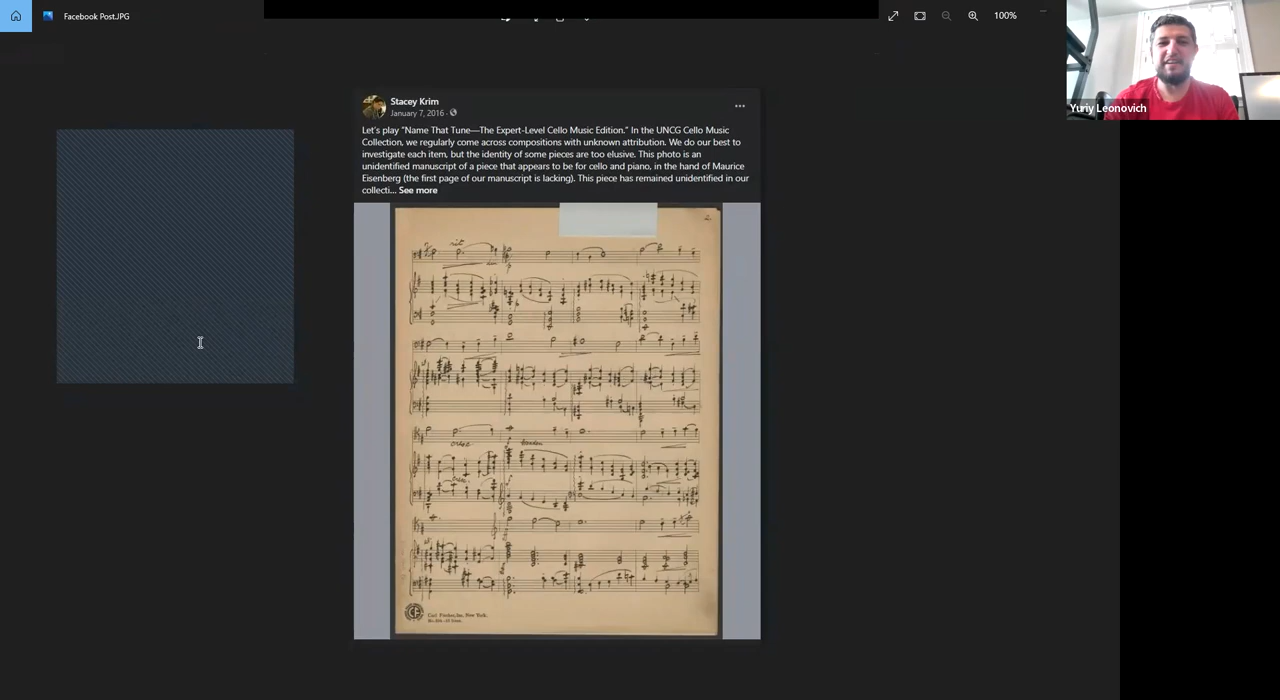 Facebook Post.JPG
100%
Yuriy Leonovich
Stacey Krim
January 7, 2016 ·
Let's play "Name That Tune—The Expert-Level Cello Music Edition." In the UNCG Cello Music
Collection, we regularly come across compositions with unknown attribution. We do our best to
investigate each item, but the identity of some pieces are too elusive. This photo is an
unidentified manuscript of a piece that appears to be for cello and piano, in the hand of Maurice
Eisenberg (the first page of our manuscript is lacking). This piece has remained unidentified in our
collecti... See more
2
rit
cresc
cresc
CF
Carl Fischer, Inc. New York.